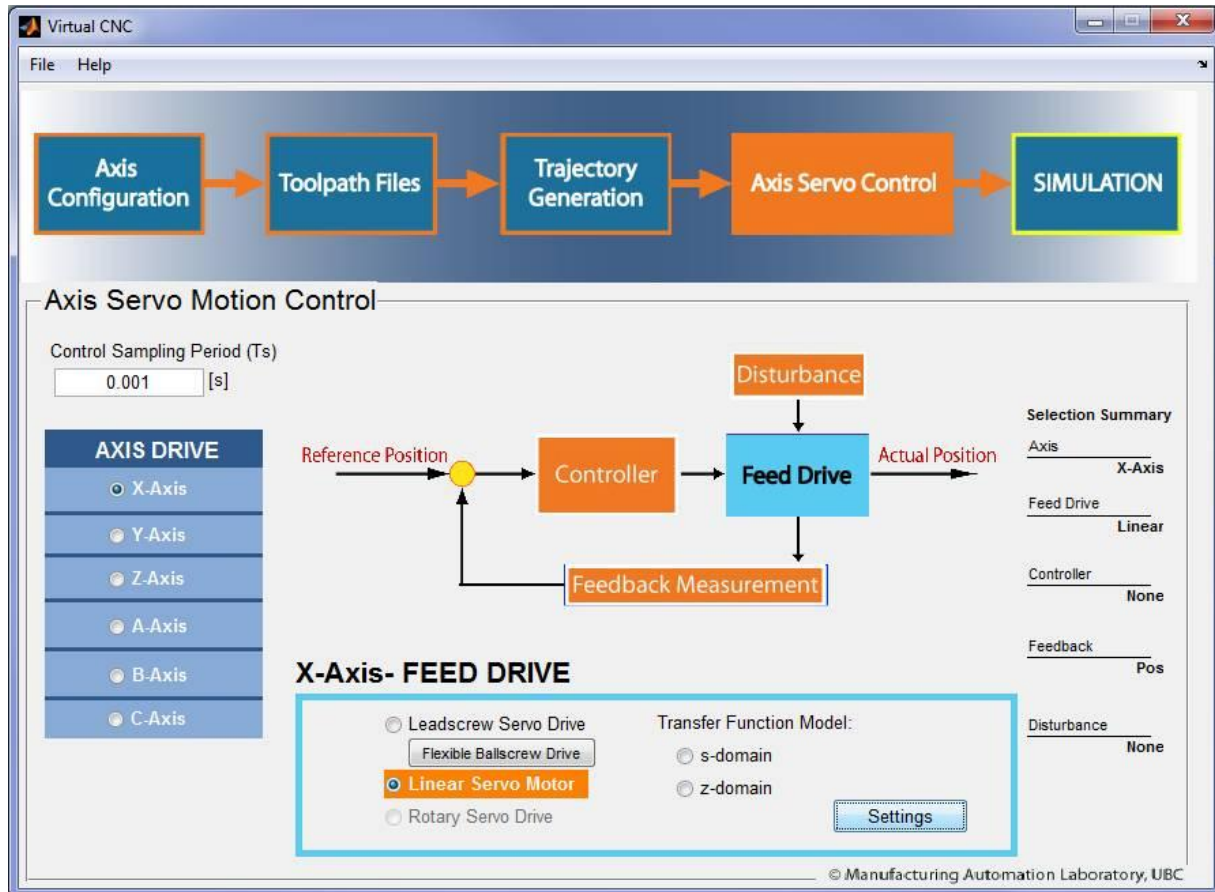 Virtual CNC
File Help
Axis
Configuration
Toolpath Files
Trajectory
Generation
Axis Servo Control
SIMULATION
Axis Servo Motion Control
Control Sampling Period (Ts)
0.001 [s]
AXIS DRIVE
X-Axis
Y-Axis
Z-Axis
A-Axis
B-Axis
C-Axis
Disturbance
Reference Position
Controller
Feed Drive
Actual Position
Feedback Measurement
Selection Summary
Axis
X-Axis
Feed Drive
Linear
Controller
None
Feedback
Pos
Disturbance
None
X-Axis- FEED DRIVE
Leadscrew Servo Drive
Flexible Ballscrew Drive
Linear Servo Motor
Rotary Servo Drive
Transfer Function Model:
s-domain
z-domain
Settings
© Manufacturing Automation Laboratory, UBC